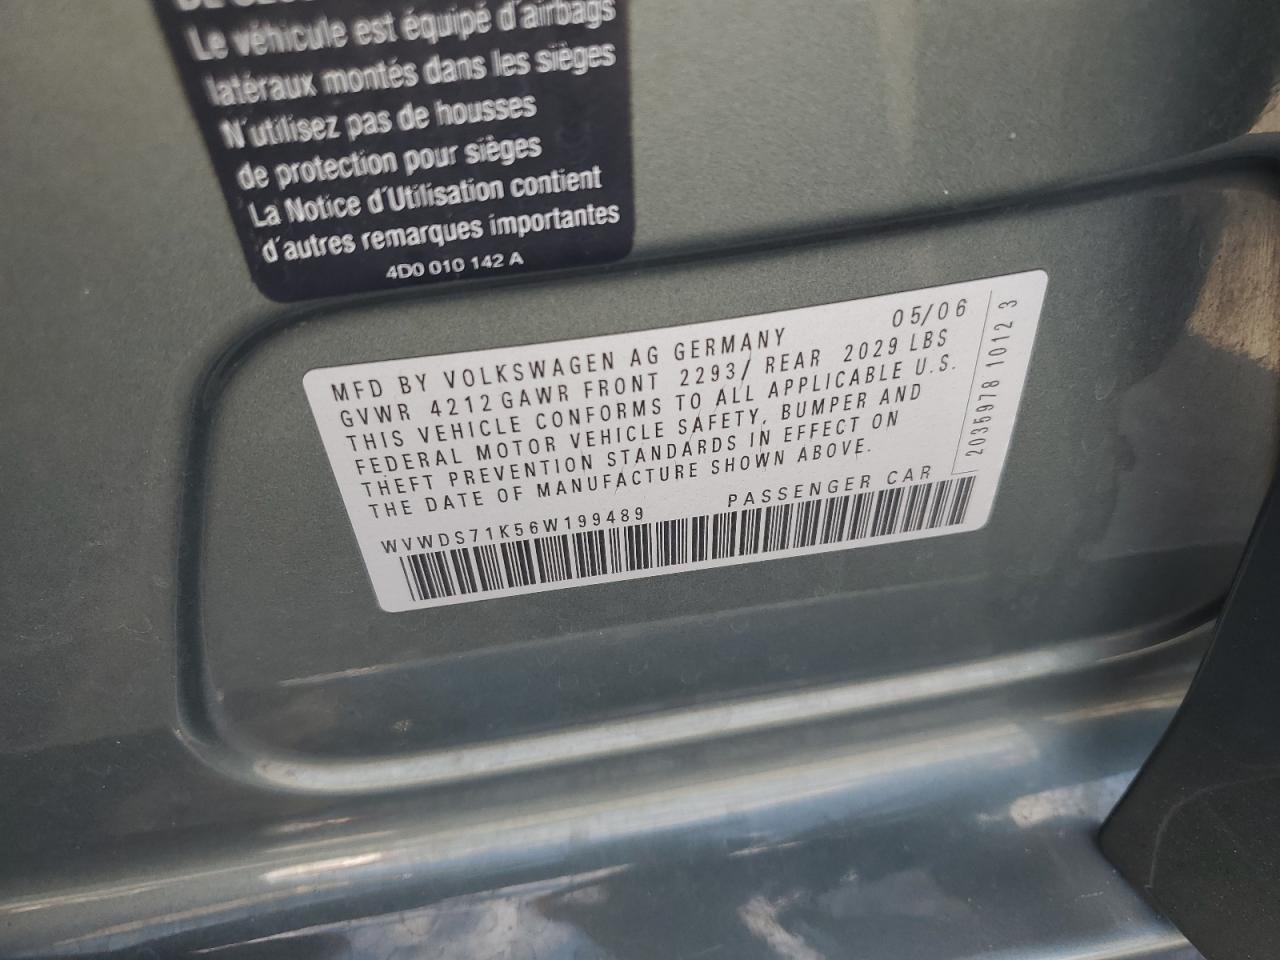 Le véhicule est équipé d'airbags
latéraux montés dans les sièges
N'utilisez pas de housses
de protection pour sièges
La Notice d'Utilisation contient
d'autres remarques importantes
4D0 010 142 A
MFD BY VOLKSWAGEN AG GERMANY 05/06
GVWR 4212 GAWR FRONT 2293/ REAR 2029 LBS
THIS VEHICLE CONFORMS TO ALL APPLICABLE U.S.
FEDERAL MOTOR VEHICLE SAFETY, BUMPER AND
THEFT PREVENTION STANDARDS IN EFFECT ON
THE DATE OF MANUFACTURE SHOWN ABOVE.
WVWDS71K56W199489 PASSENGER CAR
2035978 1012 3